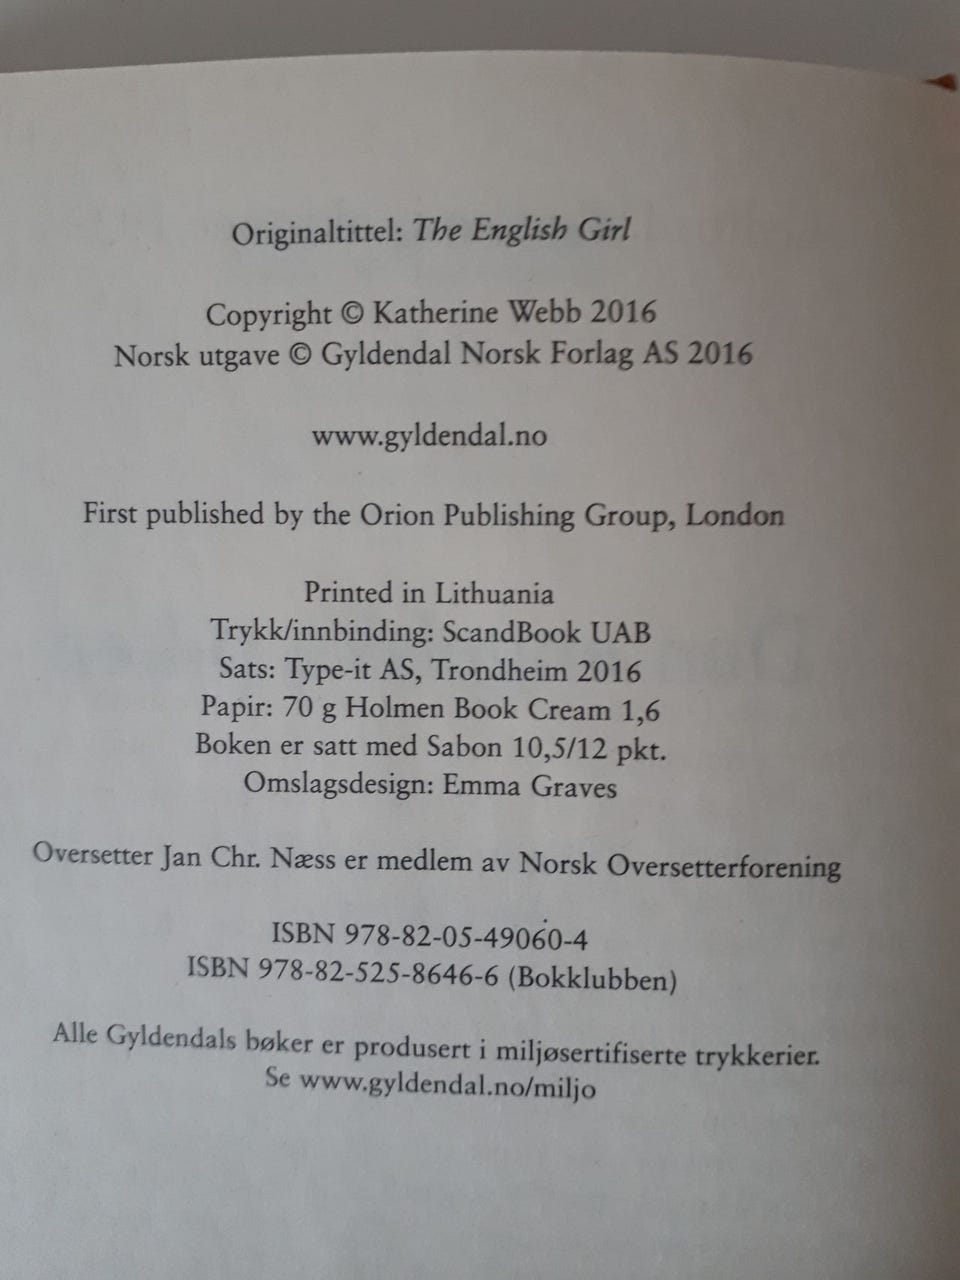 Originaltittel: The English Girl
Copyright © Katherine Webb 2016
Norsk utgave © Gyldendal Norsk Forlag AS 2016
www.gyldendal.no
First published by the Orion Publishing Group, London
Printed in Lithuania
Trykk/innbinding: ScandBook UAB
Sats: Type-it AS, Trondheim 2016
Papir: 70 g Holmen Book Cream 1,6
Boken er satt med Sabon 10,5/12 pkt.
Omslagsdesign: Emma Graves
Oversetter Jan Chr. Næss er medlem av Norsk Oversetterforening
ISBN 978-82-05-49060-4
ISBN 978-82-525-8646-6 (Bokklubben)
Alle Gyldendals bøker er produsert i miljøsertifiserte trykkerier.
Se www.gyldendal.no/miljo